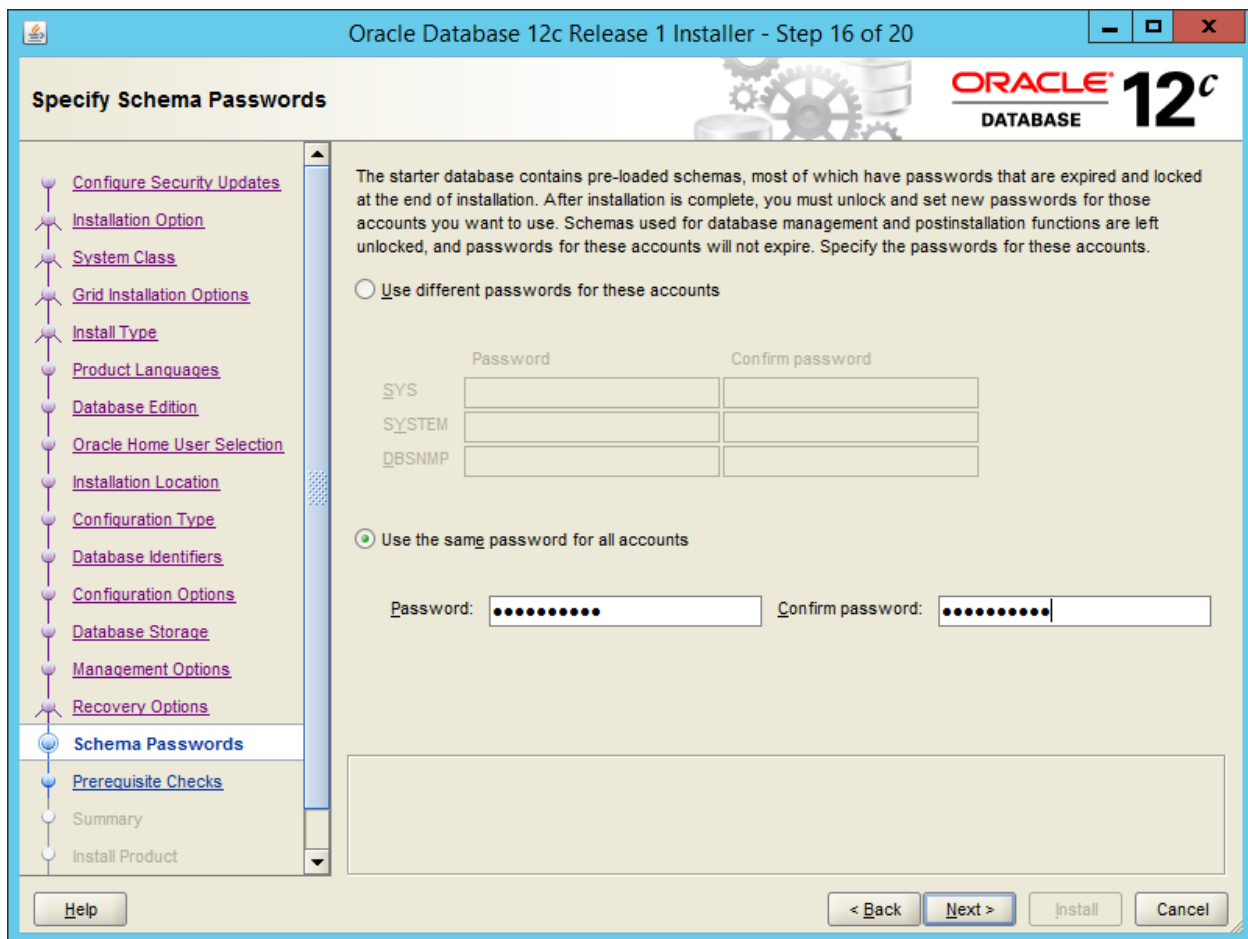 Oracle Database 12c Release 1 Installer - Step 16 of 20
Specify Schema Passwords
ORACLE
DATABASE
12c
Configure Security Updates
Installation Option
System Class
Grid Installation Options
Install Type
Product Languages
Database Edition
Oracle Home User Selection
Installation Location
Configuration Type
Database Identifiers
Configuration Options
Database Storage
Management Options
Recovery Options
Schema Passwords
Prerequisite Checks
Summary
Install Product
The starter database contains pre-loaded schemas, most of which have passwords that are expired and locked
at the end of installation. After installation is complete, you must unlock and set new passwords for those
accounts you want to use. Schemas used for database management and postinstallation functions are left
unlocked, and passwords for these accounts will not expire. Specify the passwords for these accounts.
Use different passwords for these accounts
Password Confirm password
SYS
SYSTEM
DBSNMP
Use the same password for all accounts
Password: ●●●●●●●●●● Confirm password: ●●●●●●●●●●
Help < Back Next > Install Cancel